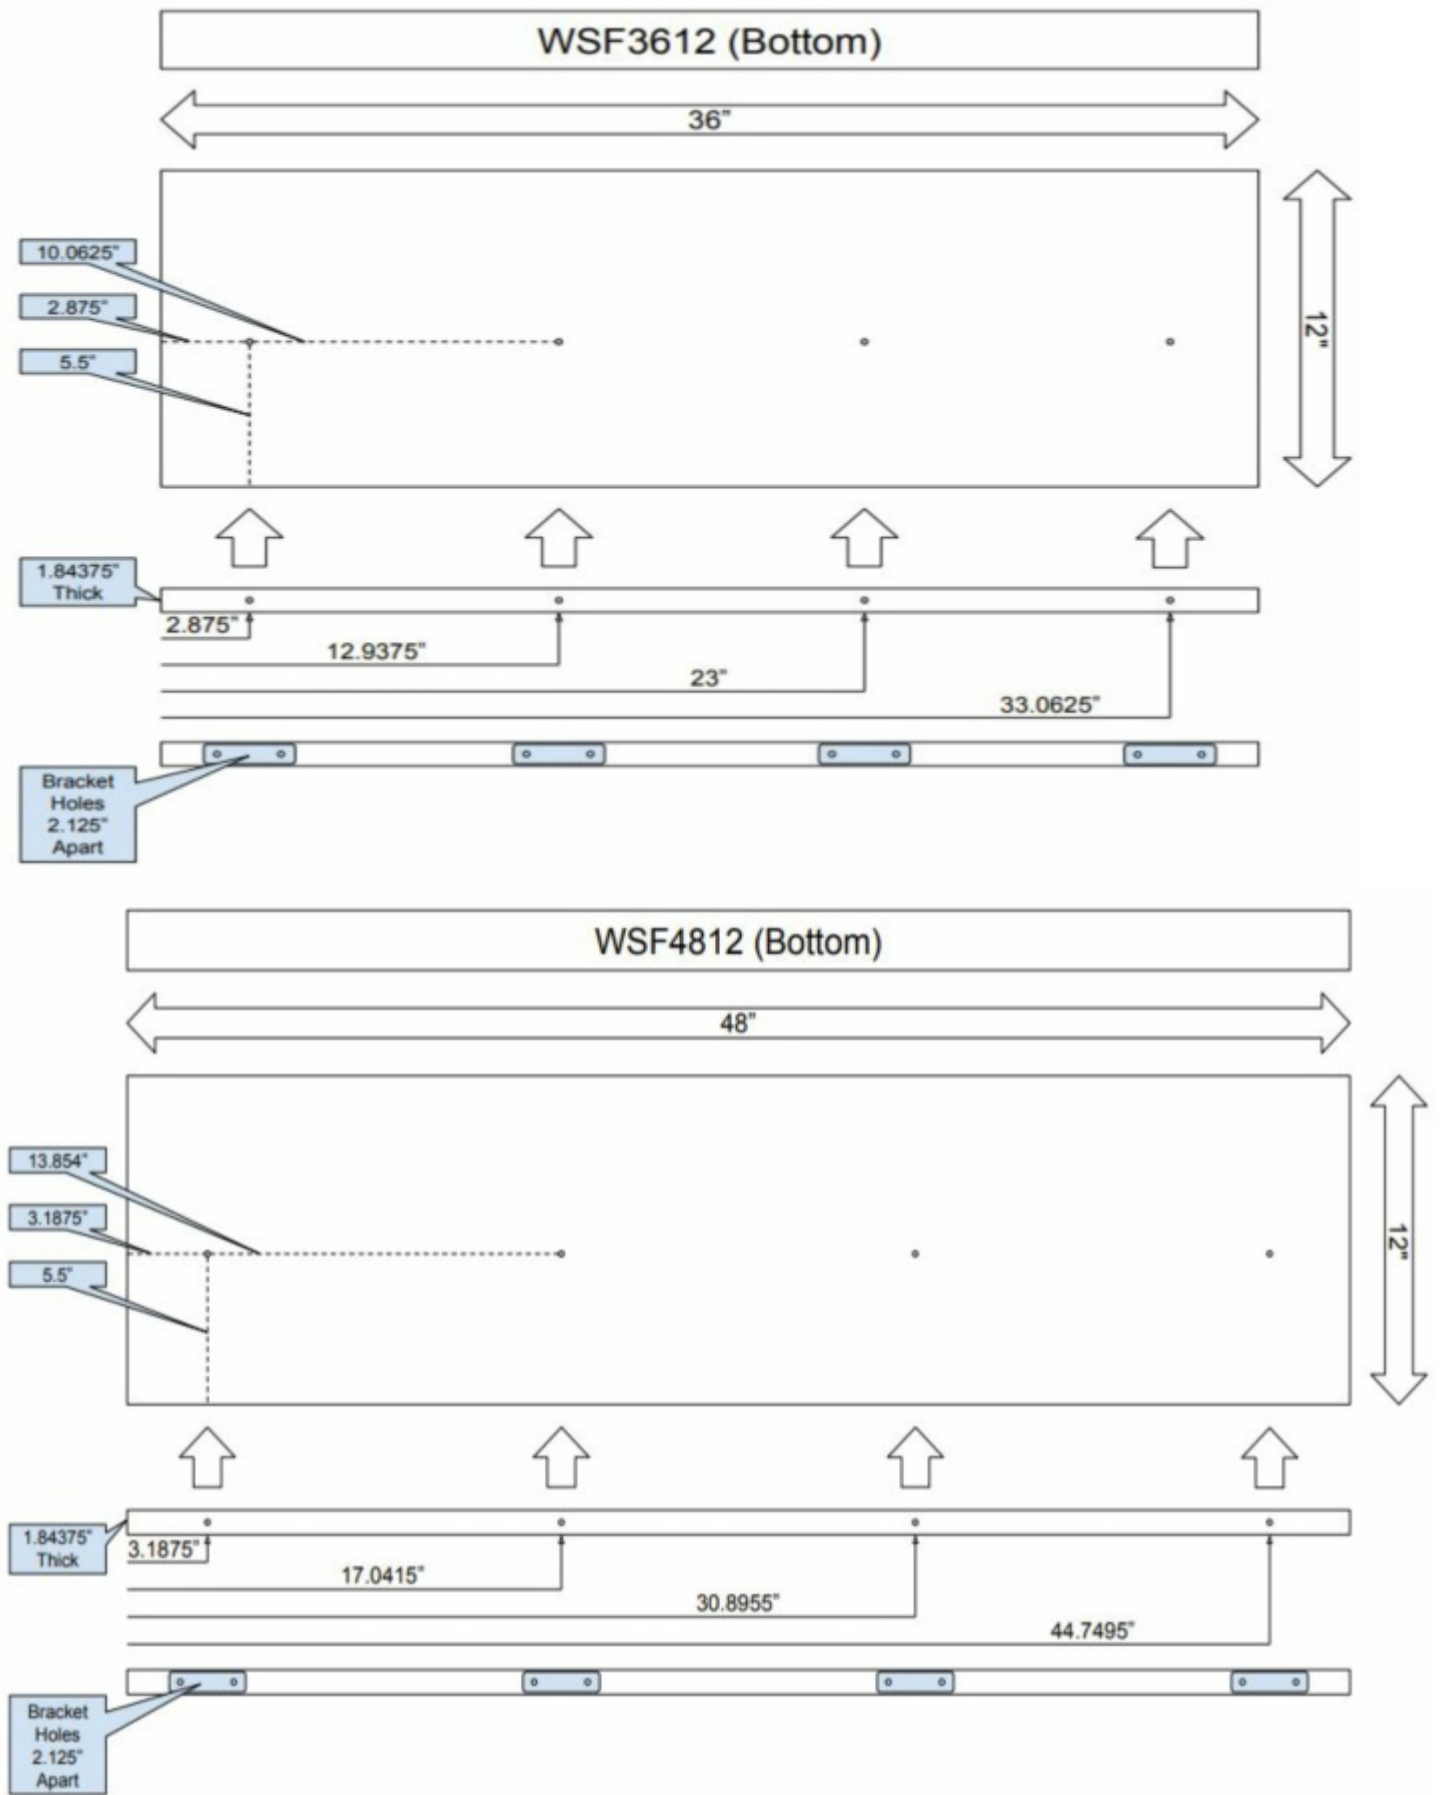 WSF3612 (Bottom)
36”
10.0625”
2.875”
5.5”
12"
1.84375”
Thick
2.875”
12.9375”
23”
33.0625”
Bracket
Holes
2.125”
Apart
WSF4812 (Bottom)
48”
13.854”
3.1875”
5.5”
12"
1.84375”
Thick
3.1875”
17.0415”
30.8955”
44.7495”
Bracket
Holes
2.125”
Apart